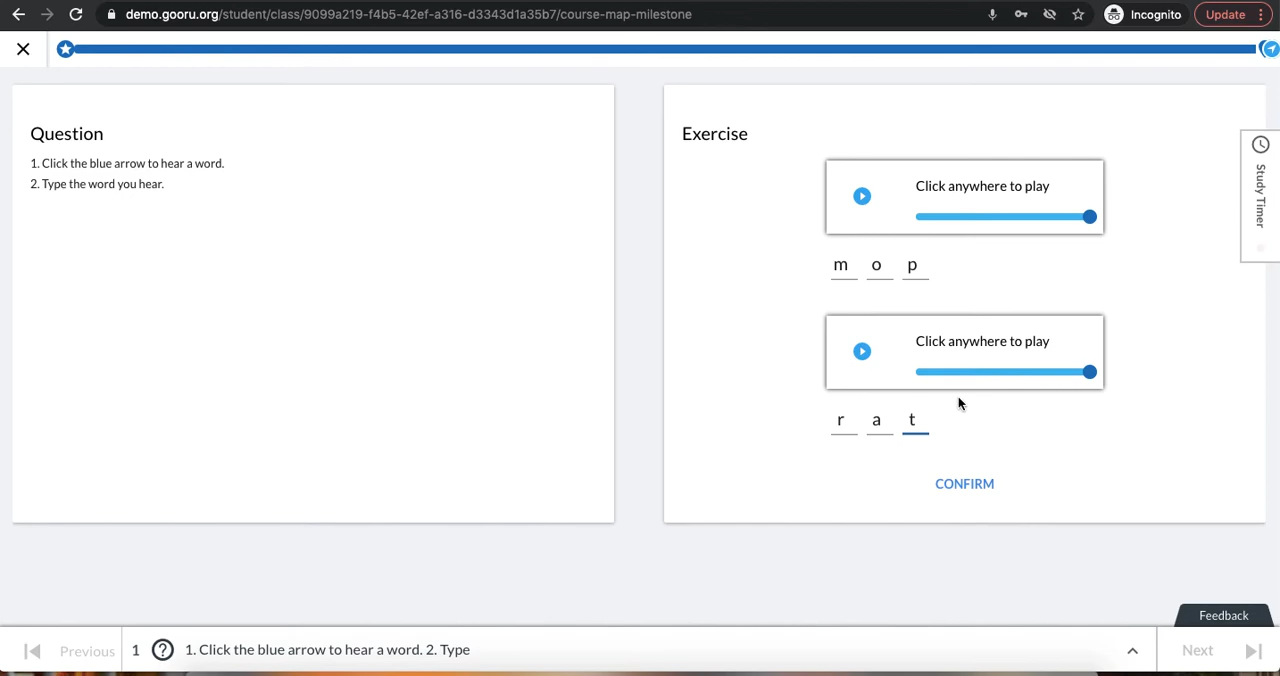 demo.gooru.org/student/class/9099a219-f4b5-42ef-a316-d3343d1a35b7/course-map-milestone
Incognito
Update
Question
1. Click the blue arrow to hear a word.
2. Type the word you hear.
Exercise
Click anywhere to play
m o p
Click anywhere to play
r a t
CONFIRM
Study Timer
Feedback
Previous
1
1. Click the blue arrow to hear a word. 2. Type
Next